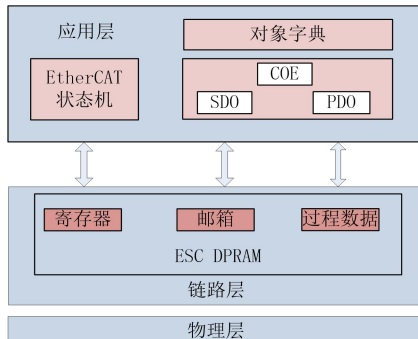 应用层
对象字典
EtherCAT
状态机
COE
SDO
PDO
寄存器
邮箱
过程数据
ESC DPRAM
链路层
物理层